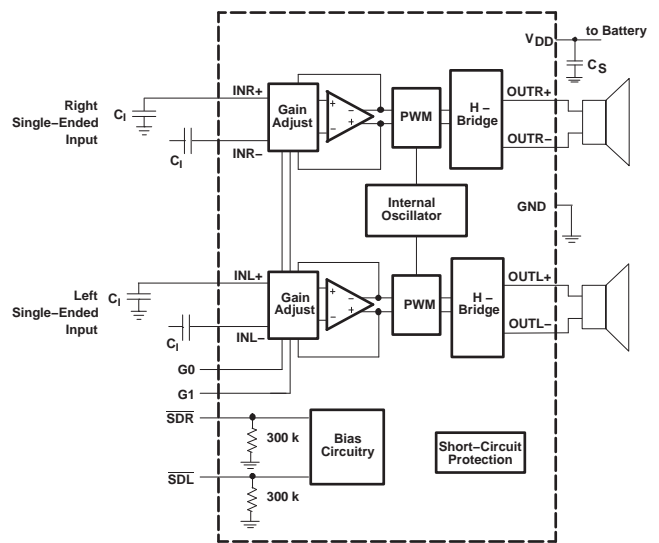 to Battery
VDD
CS
Right
Single–Ended
Input
CI
CI
INR+
INR–
Gain
Adjust
+
–
–
+
PWM
H –
Bridge
OUTR+
OUTR–
Internal
Oscillator
GND
Left
Single–Ended
Input
CI
CI
INL+
INL–
Gain
Adjust
+
–
–
+
PWM
H –
Bridge
OUTL+
OUTL–
G0
G1
SDR
300 k
SDL
300 k
Bias
Circuitry
Short–Circuit
Protection